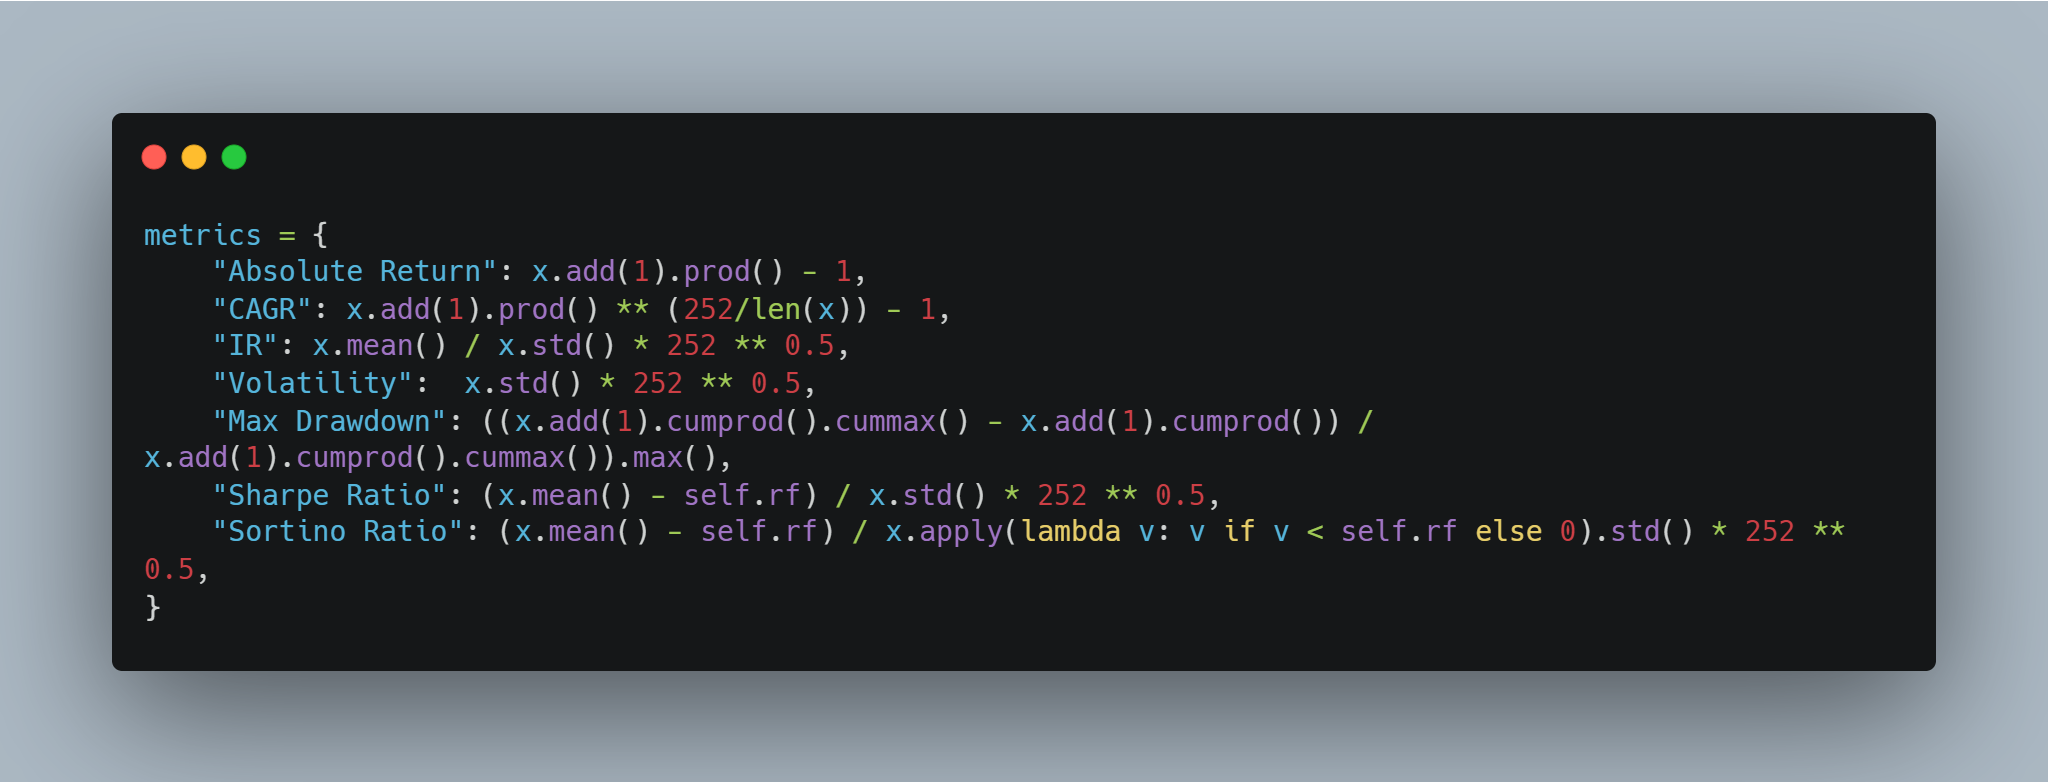 metrics = {
    "Absolute Return": x.add(1).prod() - 1,
    "CAGR": x.add(1).prod() ** (252/len(x)) - 1,
    "IR": x.mean() / x.std() * 252 ** 0.5,
    "Volatility":  x.std() * 252 ** 0.5,
    "Max Drawdown": ((x.add(1).cumprod().cummax() - x.add(1).cumprod()) /
x.add(1).cumprod().cummax()).max(),
    "Sharpe Ratio": (x.mean() - self.rf) / x.std() * 252 ** 0.5,
    "Sortino Ratio": (x.mean() - self.rf) / x.apply(lambda v: v if v < self.rf else 0).std() * 252 **
0.5,
}